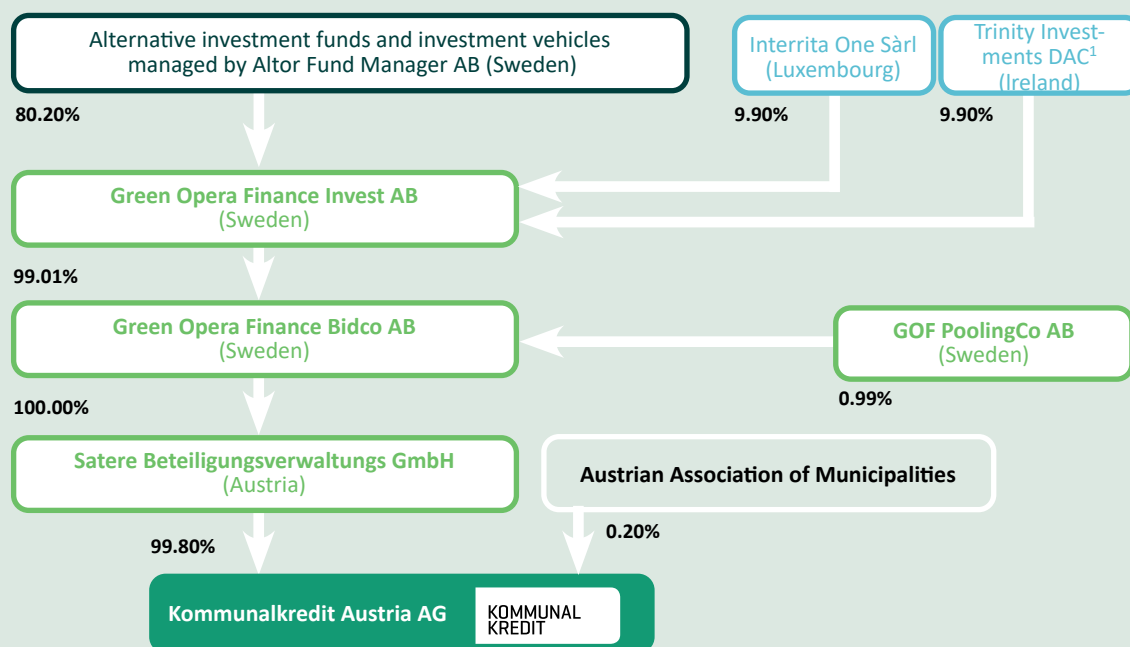 Alternative investment funds and investment vehicles
managed by Altor Fund Manager AB (Sweden)
Interrita One Sàrl
(Luxembourg)
Trinity Invest-
ments DAC¹
(Ireland)
80.20%
9.90%
9.90%
Green Opera Finance Invest AB
(Sweden)
99.01%
Green Opera Finance Bidco AB
(Sweden)
GOF PoolingCo AB
(Sweden)
100.00%
0.99%
Satere Beteiligungsverwaltungs GmbH
(Austria)
Austrian Association of Municipalities
99.80%
0.20%
Kommunalkredit Austria AG
KOMMUNAL
KREDIT